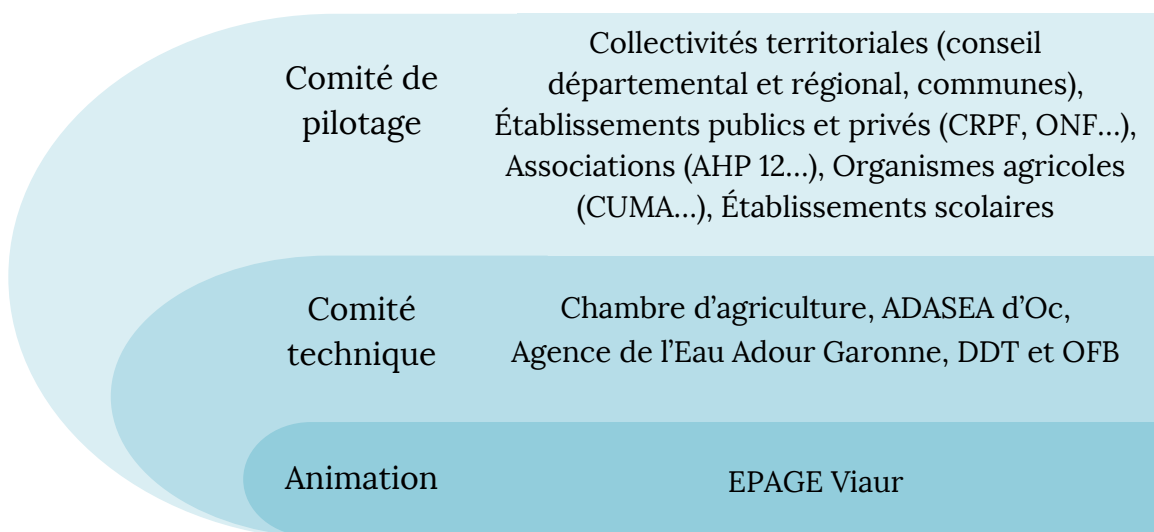 Comité de
pilotage
Collectivités territoriales (conseil
départemental et régional, communes),
Établissements publics et privés (CRPF, ONF…),
Associations (AHP 12…), Organismes agricoles
(CUMA…), Établissements scolaires
Comité
technique
Chambre d’agriculture, ADASEA d’Oc,
Agence de l’Eau Adour Garonne, DDT et OFB
Animation
EPAGE Viaur